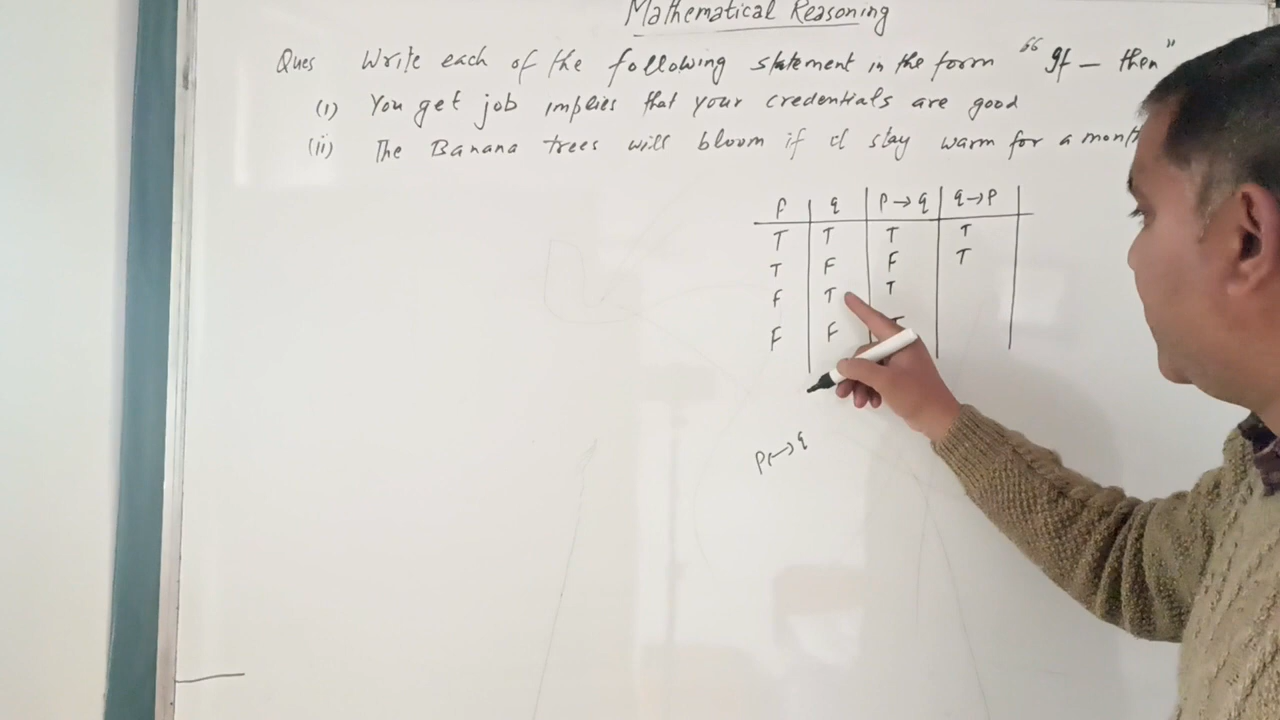 Mathematical Reasoning
Ques Write each of the following statement in the form "If — then"
(i) You get job implies that your credentials are good
(ii) The Banana trees will bloom if it stay warm for a month
P q P→q q→P
T T T T
T F F T
F T T
F F T
P↔q